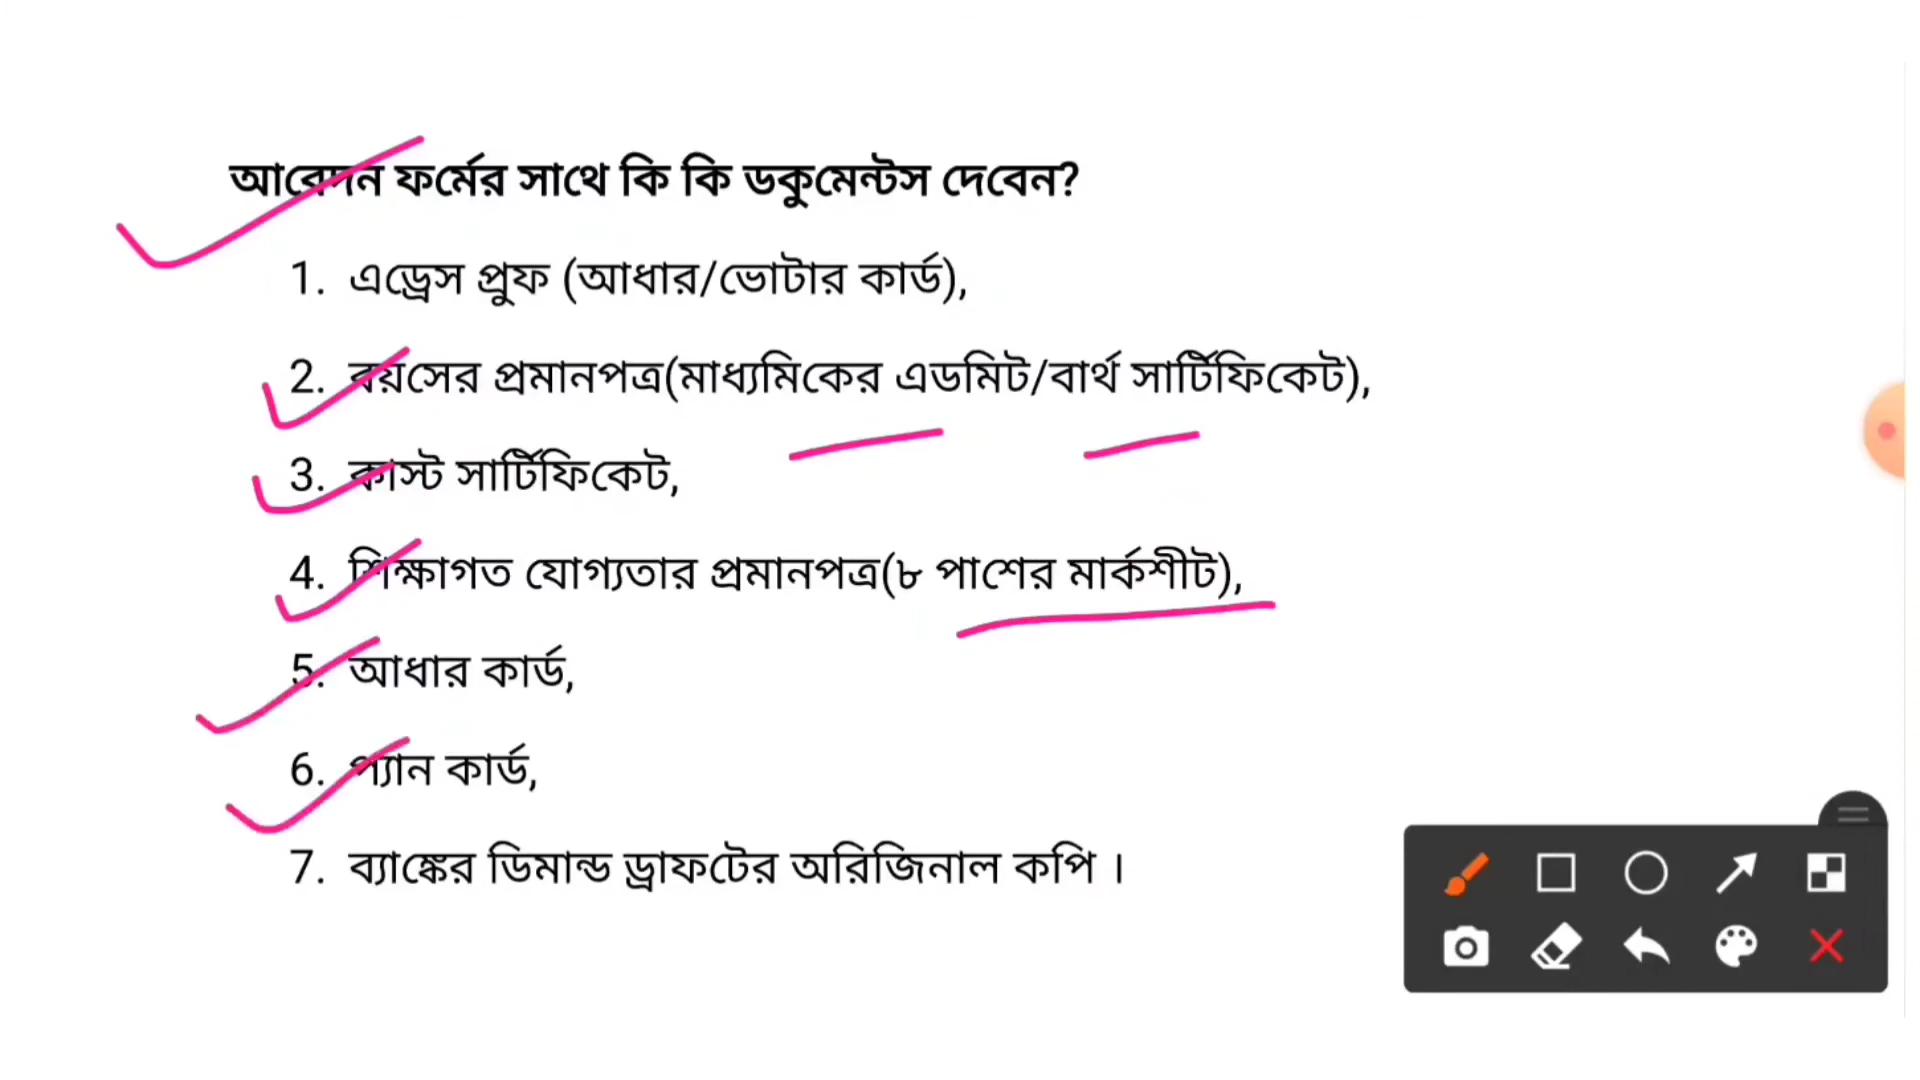 আবেদন ফর্মের সাথে কি কি ডকুমেন্টস দেবেন?
1. এড্রেস প্রুফ (আধার/ভোটার কার্ড),
2. বয়সের প্রমানপত্র(মাধ্যমিকের এডমিট/বার্থ সার্টিফিকেট),
3. কাস্ট সার্টিফিকেট,
4. শিক্ষাগত যোগ্যতার প্রমানপত্র(৮ পাশের মার্কশীট),
5. আধার কার্ড,
6. প্যান কার্ড,
7. ব্যাঙ্কের ডিমান্ড ড্রাফটের অরিজিনাল কপি ।